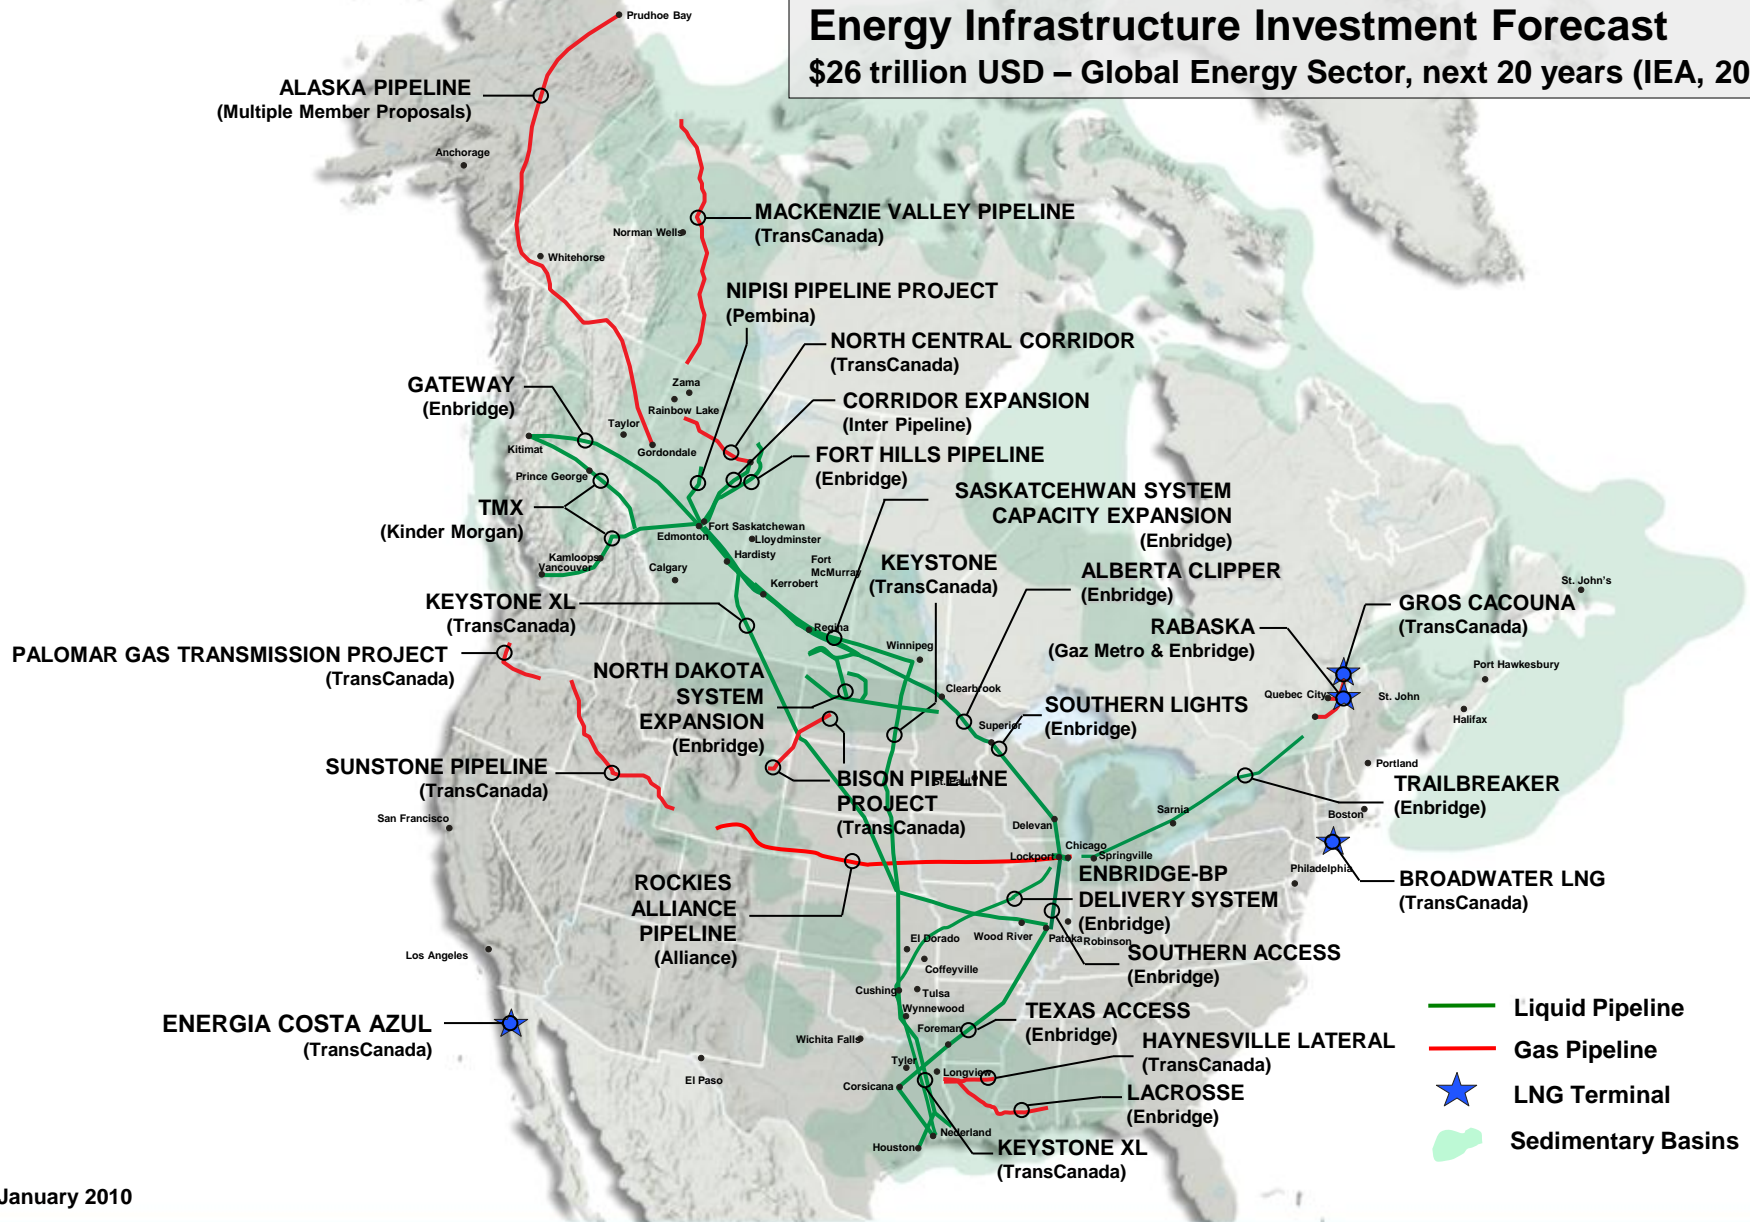 Energy Infrastructure Investment Forecast
$26 trillion USD – Global Energy Sector, next 20 years (IEA, 20
Prudhoe Bay
ALASKA PIPELINE
(Multiple Member Proposals)
Anchorage
MACKENZIE VALLEY PIPELINE
(TransCanada)
Norman Wells
Whitehorse
NIPISI PIPELINE PROJECT
(Pembina)
NORTH CENTRAL CORRIDOR
(TransCanada)
GATEWAY
(Enbridge)
Zama
Rainbow Lake
CORRIDOR EXPANSION
(Inter Pipeline)
Taylor
Kitimat
Gordondale
FORT HILLS PIPELINE
(Enbridge)
Prince George
SASKATCEHWAN SYSTEM
CAPACITY EXPANSION
(Enbridge)
TMX
(Kinder Morgan)
Fort Saskatchewan
Edmonton
Lloydminster
Kamloops
Vancouver
Calgary
Hardisty
Fort
McMurray
Kerrobert
KEYSTONE
(TransCanada)
ALBERTA CLIPPER
(Enbridge)
St. John's
KEYSTONE XL
(TransCanada)
Regina
GROS CACOUNA
(TransCanada)
RABASKA
(Gaz Metro & Enbridge)
Winnipeg
PALOMAR GAS TRANSMISSION PROJECT
(TransCanada)
Port Hawkesbury
NORTH DAKOTA
SYSTEM
EXPANSION
(Enbridge)
Clearbrook
Quebec City
St. John
Halifax
SOUTHERN LIGHTS
(Enbridge)
Superior
SUNSTONE PIPELINE
(TransCanada)
BISON PIPELINE
PROJECT
(TransCanada)
St. Paul
Portland
TRAILBREAKER
(Enbridge)
San Francisco
Sarnia
Boston
Delevan
Chicago
Lockport
Springville
Philadelphia
ROCKIES
ALLIANCE
PIPELINE
(Alliance)
ENBRIDGE-BP
DELIVERY SYSTEM
(Enbridge)
BROADWATER LNG
(TransCanada)
El Dorado
Wood River
Patoka
Robinson
Los Angeles
Coffeyville
SOUTHERN ACCESS
(Enbridge)
Cushing
Tulsa
Wynnewood
ENERGIA COSTA AZUL
(TransCanada)
TEXAS ACCESS
(Enbridge)
Foreman
Wichita Falls
HAYNESVILLE LATERAL
(TransCanada)
Tyler
Longview
El Paso
Corsicana
LACROSSE
(Enbridge)
Nederland
Houston
KEYSTONE XL
(TransCanada)
Liquid Pipeline
Gas Pipeline
LNG Terminal
Sedimentary Basins
January 2010